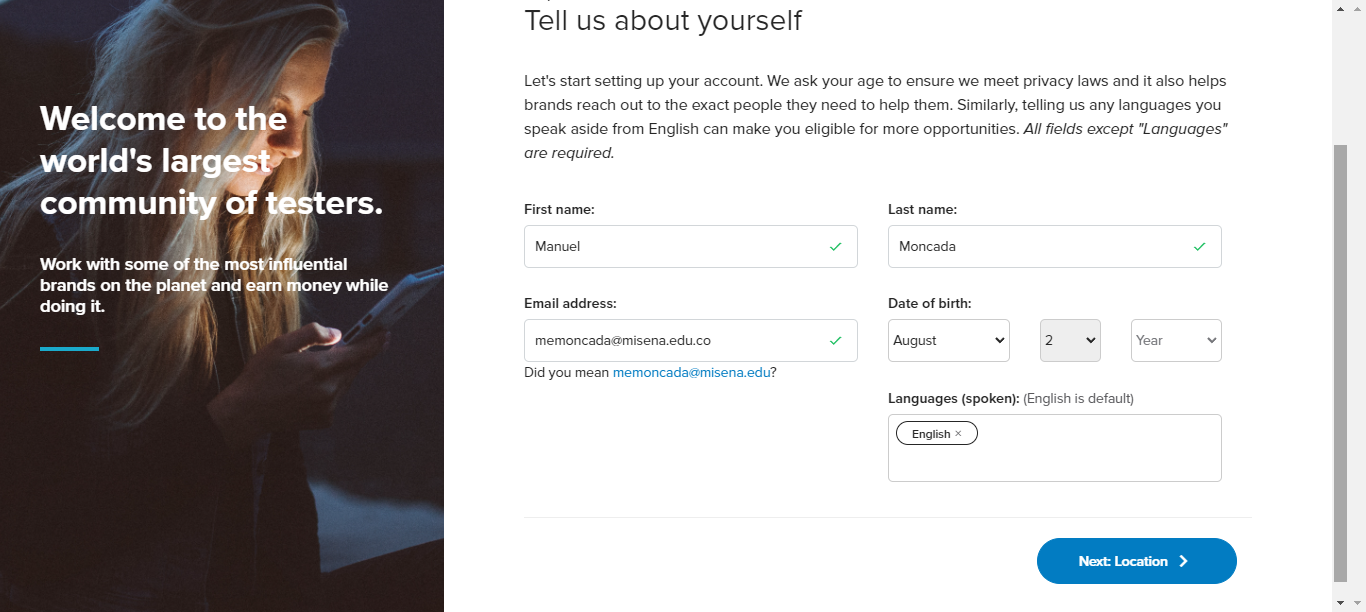 Welcome to the
world's largest
community of testers.
Work with some of the most influential
brands on the planet and earn money while
doing it.
Tell us about yourself
Let's start setting up your account. We ask your age to ensure we meet privacy laws and it also helps
brands reach out to the exact people they need to help them. Similarly, telling us any languages you
speak aside from English can make you eligible for more opportunities. All fields except "Languages"
are required.
First name:
Manuel
Last name:
Moncada
Email address:
memoncada@misena.edu.co
Did you mean memoncada@misena.edu?
Date of birth:
August 2 Year
Languages (spoken): (English is default)
English ×
Next: Location